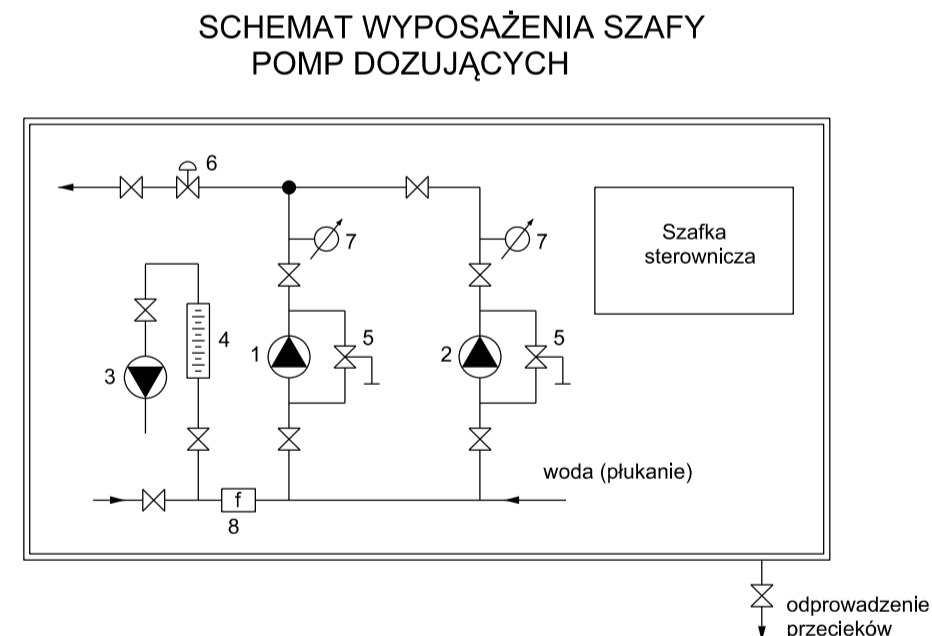 SCHEMAT WYPOSAŻENIA SZAFY
POMP DOZUJĄCYCH
6
7
7
Szafka
sterownicza
4
5
5
1
2
3
woda (płukanie)
f
8
odprowadzenie
przecieków